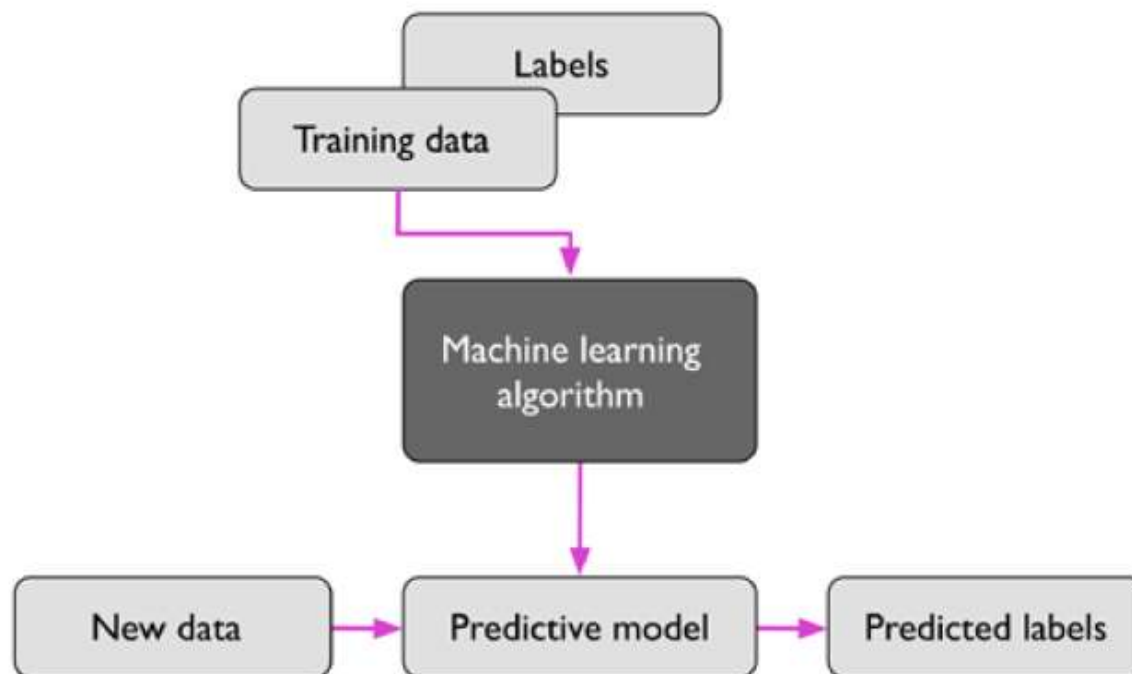 Labels
Training data
Machine learning
algorithm
New data
Predictive model
Predicted labels